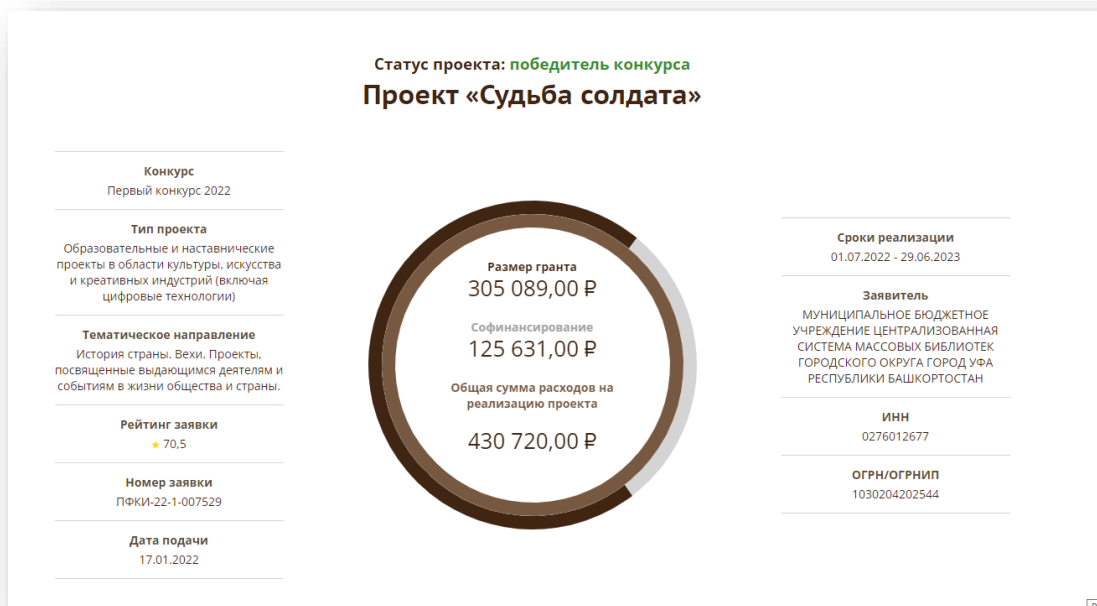 Статус проекта: победитель конкурса
Проект «Судьба солдата»
Конкурс
Первый конкурс 2022
Тип проекта
Образовательные и наставнические
проекты в области культуры, искусства
и креативных индустрий (включая
цифровые технологии)
Тематическое направление
История страны. Вехи. Проекты,
посвященные выдающимся деятелям и
событиям в жизни общества и страны.
Рейтинг заявки
★ 70,5
Номер заявки
ПФКИ-22-1-007529
Дата подачи
17.01.2022
Размер гранта
305 089,00 ₽
Софинансирование
125 631,00 ₽
Общая сумма расходов на
реализацию проекта
430 720,00 ₽
Сроки реализации
01.07.2022 - 29.06.2023
Заявитель
МУНИЦИПАЛЬНОЕ БЮДЖЕТНОЕ
УЧРЕЖДЕНИЕ ЦЕНТРАЛИЗОВАННАЯ
СИСТЕМА МАССОВЫХ БИБЛИОТЕК
ГОРОДСКОГО ОКРУГА ГОРОД УФА
РЕСПУБЛИКИ БАШКОРТОСТАН
ИНН
0276012677
ОГРН/ОГРНИП
1030204202544